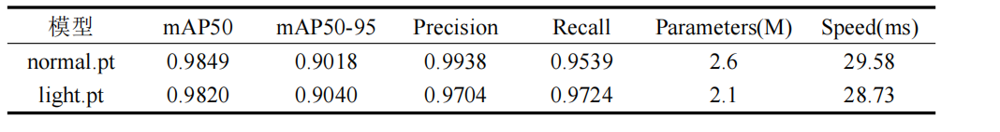 模型 mAP50 mAP50-95 Precision Recall Parameters(M) Speed(ms)
normal.pt 0.9849 0.9018 0.9938 0.9539 2.6 29.58
light.pt 0.9820 0.9040 0.9704 0.9724 2.1 28.73